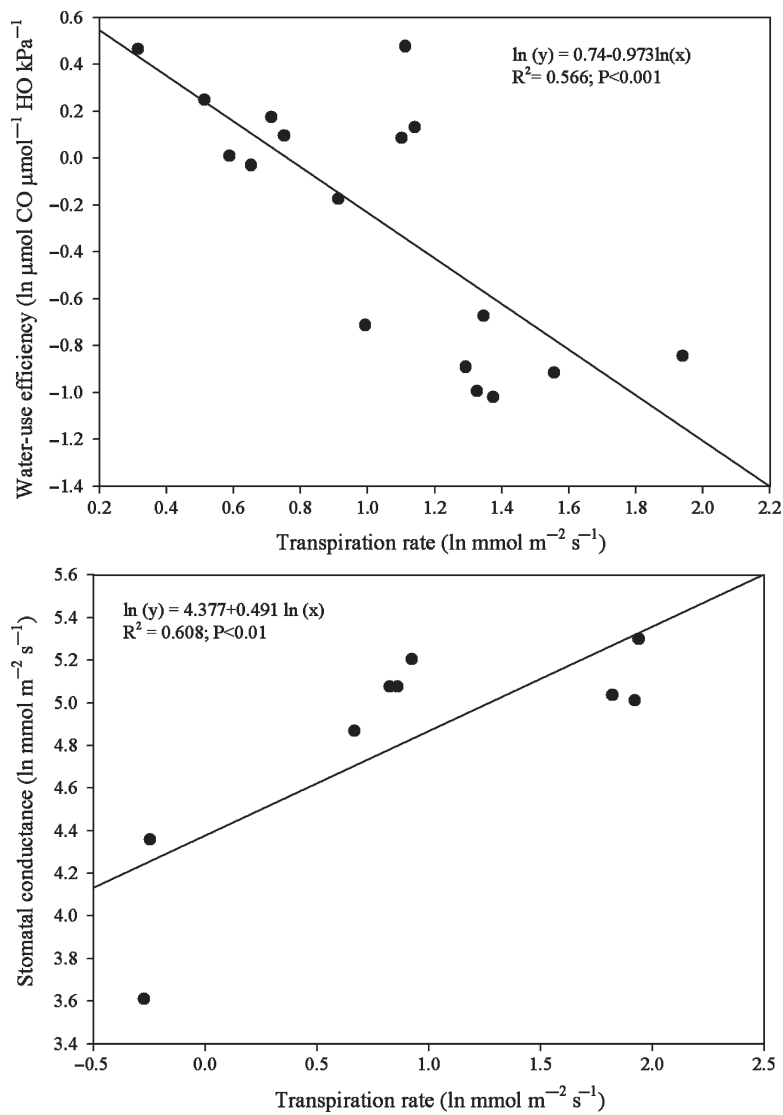 0.6
0.4
0.2
0.0
−0.2
−0.4
−0.6
−0.8
−1.0
−1.2
−1.4
Water-use efficiency (ln μmol CO μmol⁻¹ HO kPa⁻¹
ln (y) = 0.74-0.973ln(x)
R²= 0.566; P<0.001
0.2 0.4 0.6 0.8 1.0 1.2 1.4 1.6 1.8 2.0 2.2
Transpiration rate (ln mmol m⁻² s⁻¹)
5.6
5.4
5.2
5.0
4.8
4.6
4.4
4.2
4.0
3.8
3.6
3.4
Stomatal conductance (ln mmol m⁻² s⁻¹)
ln (y) = 4.377+0.491 ln (x)
R² = 0.608; P<0.01
−0.5 0.0 0.5 1.0 1.5 2.0 2.5
Transpiration rate (ln mmol m⁻² s⁻¹)